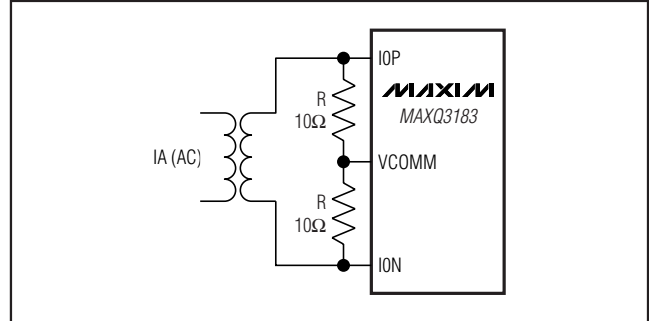 I0P
MAXIM
MAXQ3183
R
10Ω
IA (AC)
VCOMM
R
10Ω
I0N